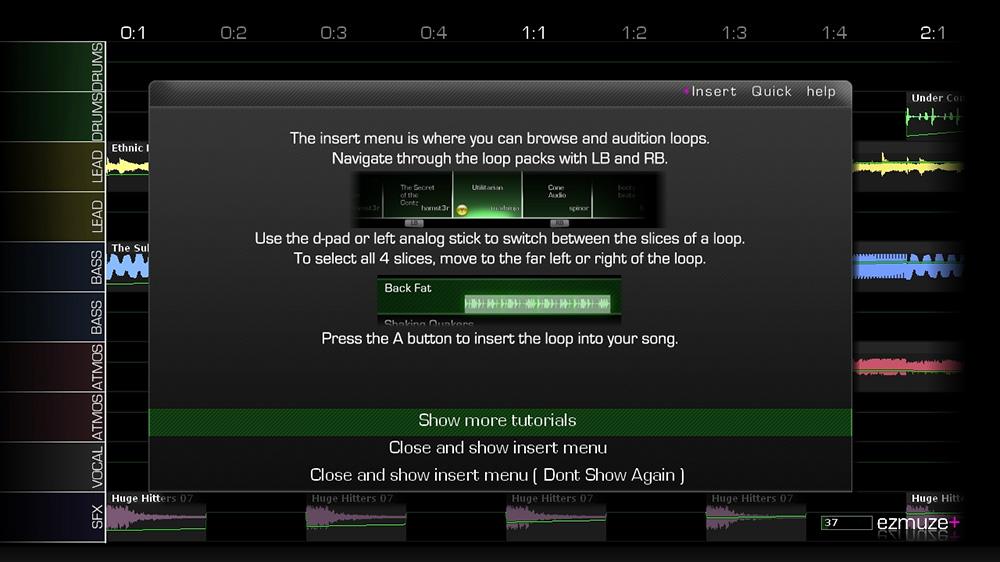 0:1 0:2 0:3 0:4 1:1 1:2 1:3 1:4 2:1
Insert Quick help
DRUMS
DRUMS
LEAD
LEAD
BASS
BASS
ATMOS
ATMOS
VOCAL
SFX
Under Co
Ethnic
The Sul
The insert menu is where you can browse and audition loops.
Navigate through the loop packs with LB and RB.
The Secret
of the
Gontz
hamst3r
Utilitarian
Cone
Audio
spinor
LB
RB
Use the d-pad or left analog stick to switch between the slices of a loop.
To select all 4 slices, move to the far left or right of the loop.
Back Fat
Shaking Quakers
Press the A button to insert the loop into your song.
Show more tutorials
Close and show insert menu
Close and show insert menu ( Dont Show Again )
Huge Hitters 07
Huge Hitters 07
Huge Hitters 07
Huge Hitters 07
Huge Hitt
37
ezmuze+